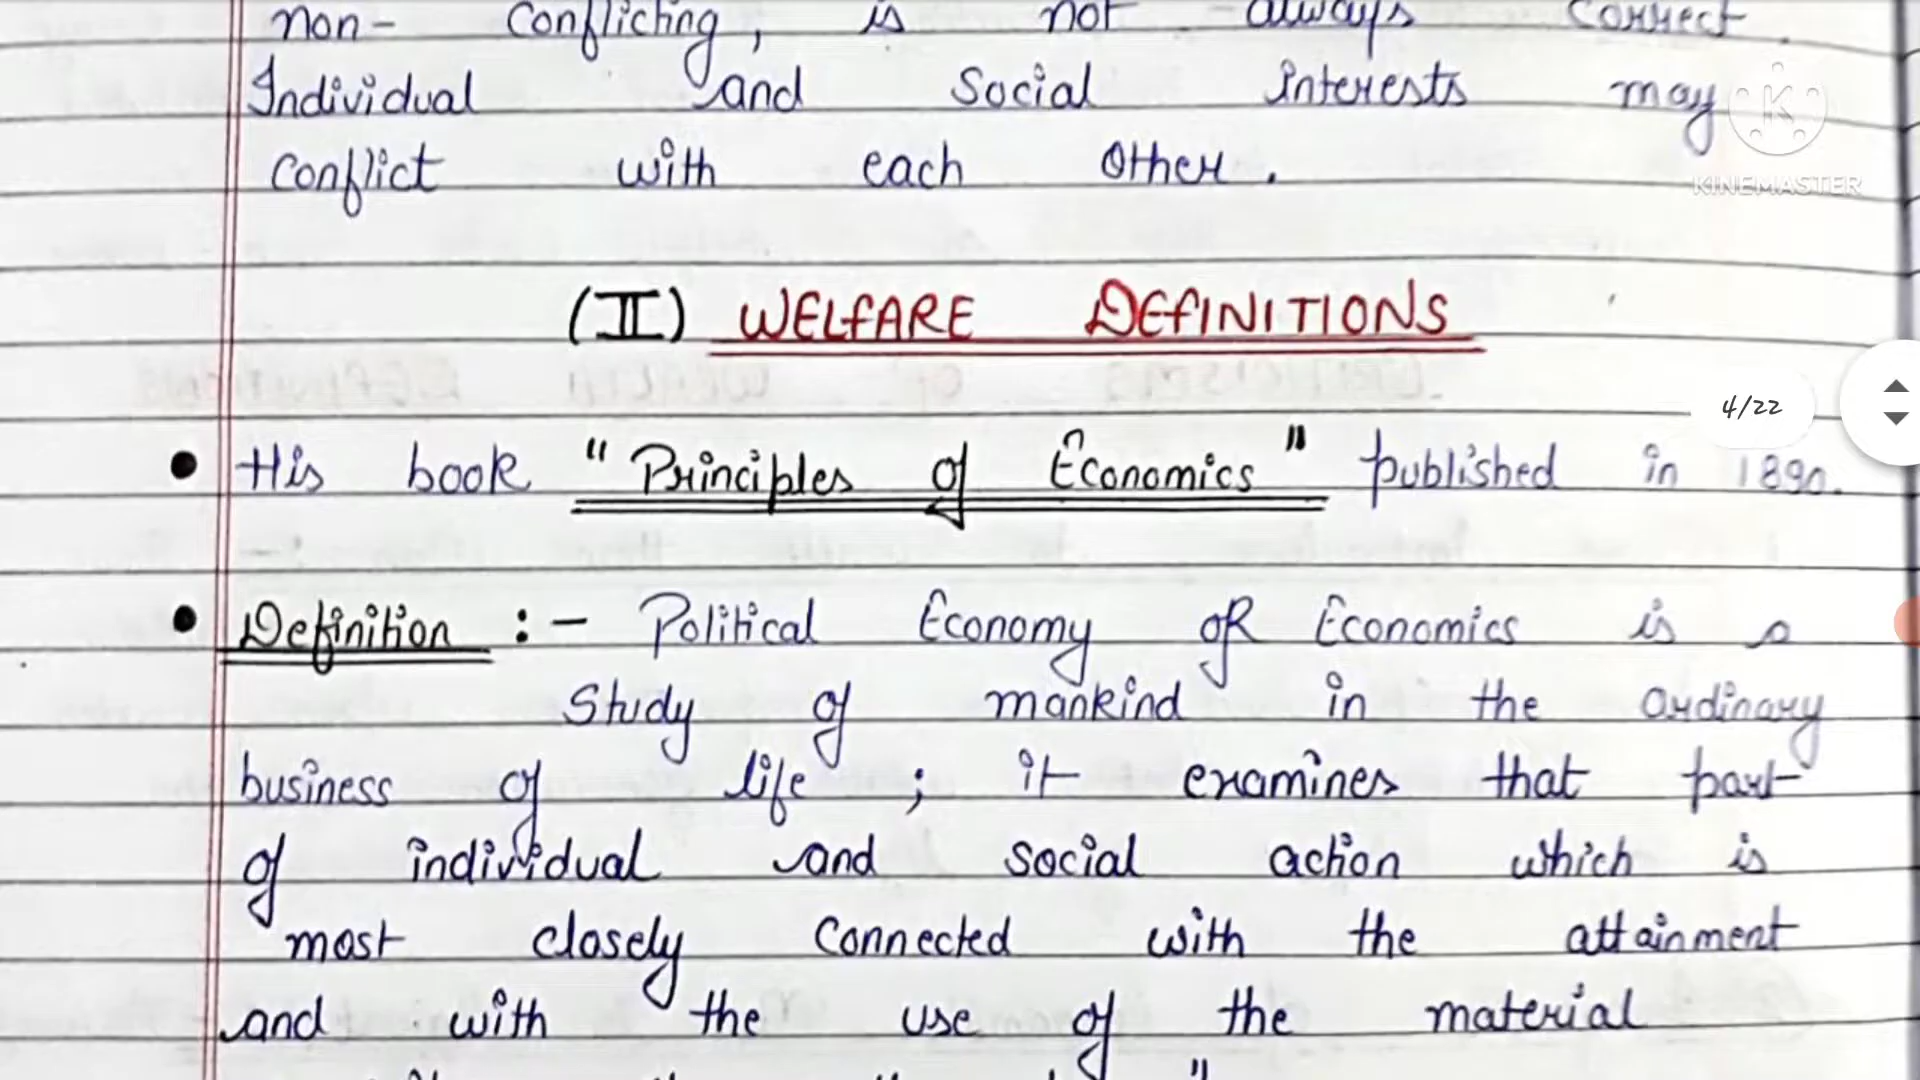 non- conflicting, is not always correct.
Individual and Social interests may
conflict with each other.
KINEMASTER
(II) WELFARE DEFINITIONS
4/22
• His book "Principles of Economics" published in 1890.
• Definition :- Political Economy OR Economics is a
Study of mankind in the ordinary
business of life ; it examines that part
of individual and social action which is
most closely connected with the attainment
and with the use of the material